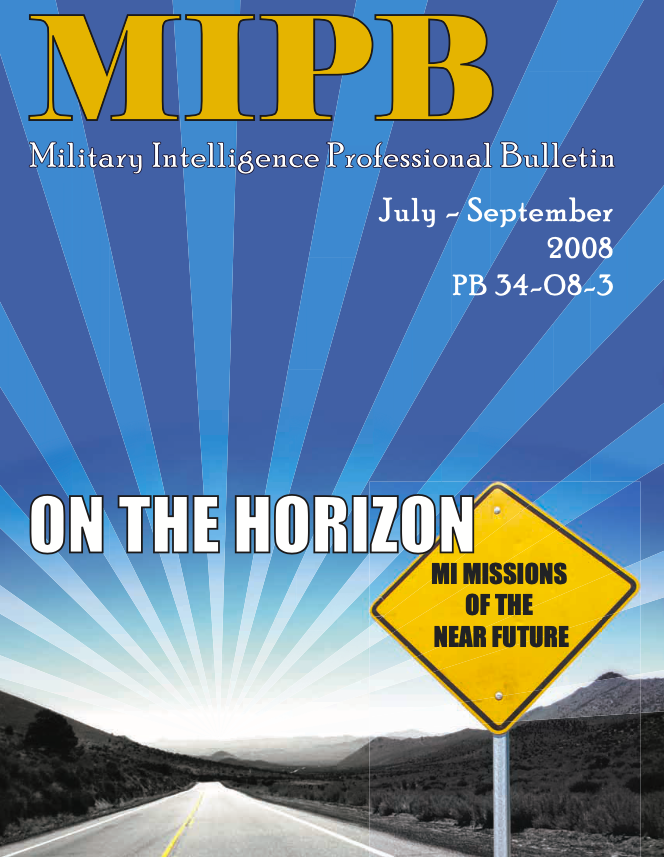 MIPB
Military Intelligence Professional Bulletin
July - September
2008
PB 34-08-3
ON THE HORIZON
MI MISSIONS
OF THE
NEAR FUTURE